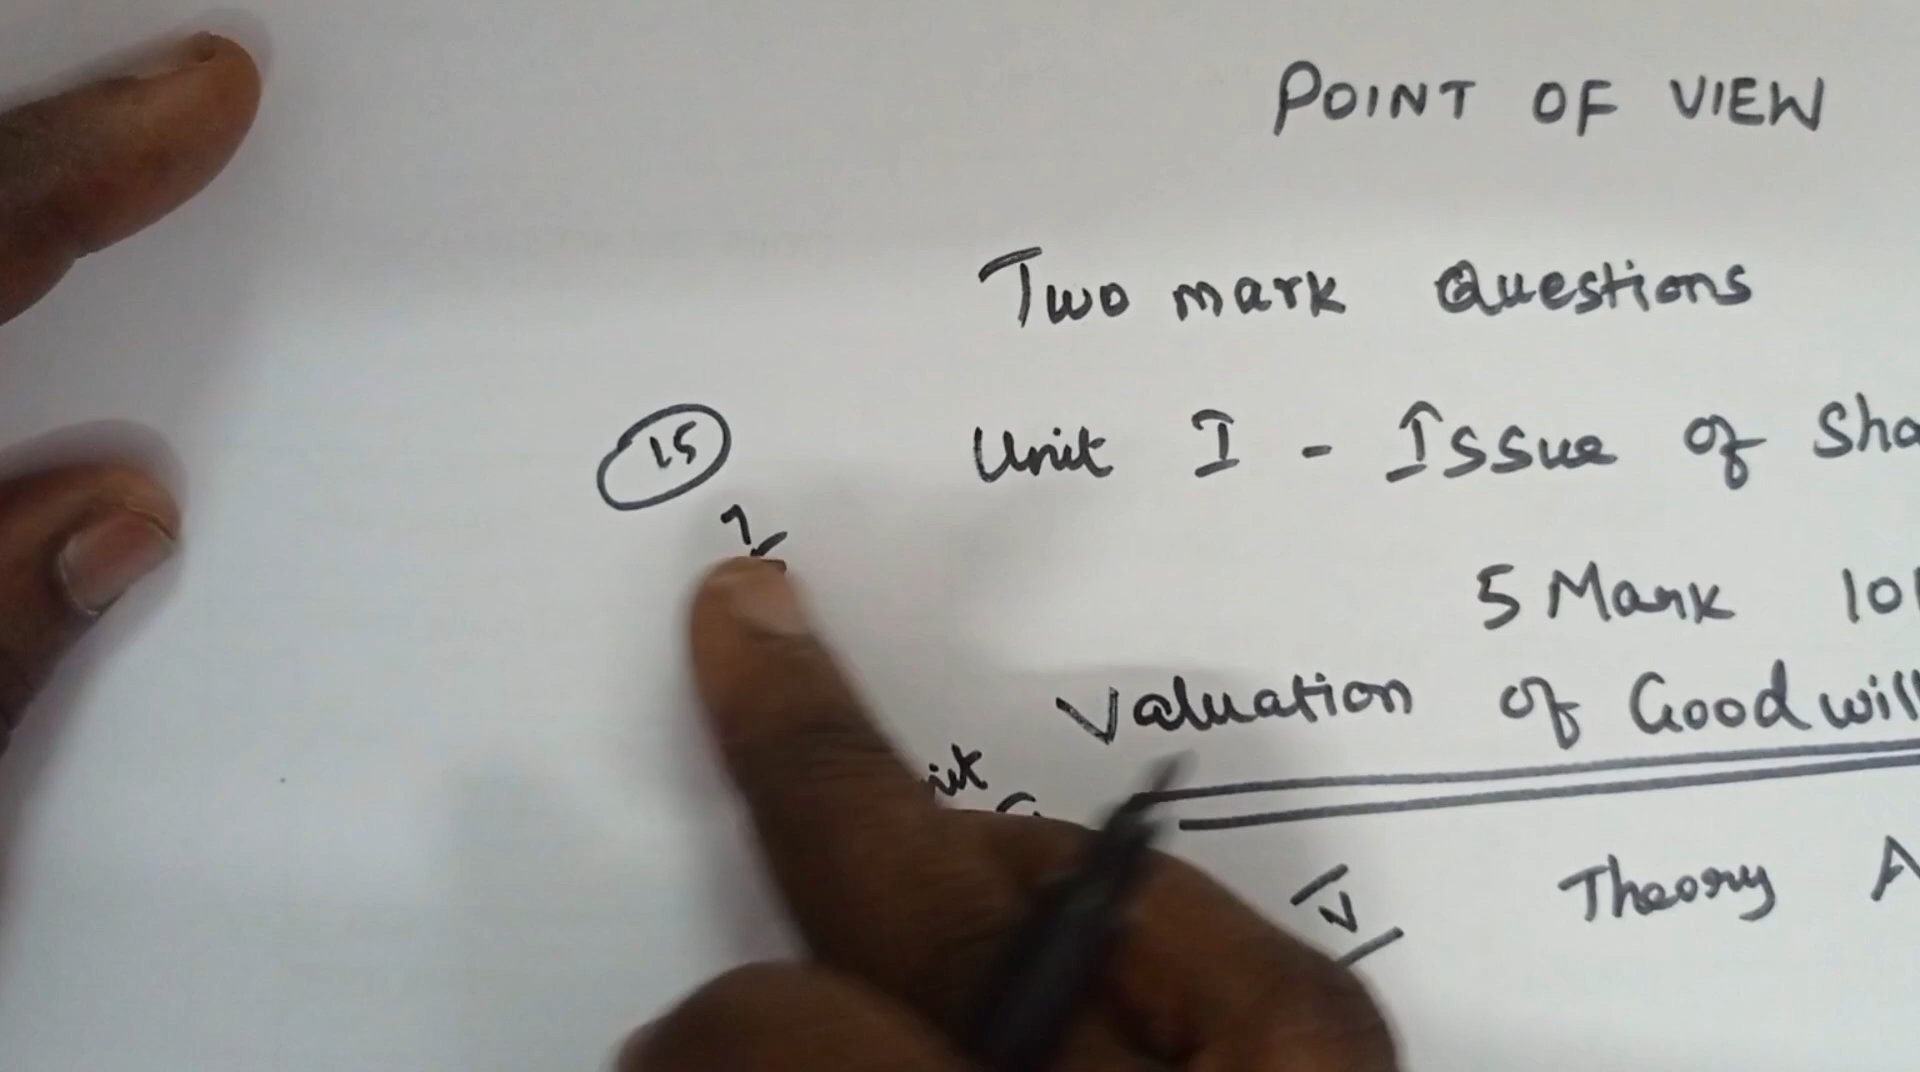 POINT OF VIEW
Two mark Questions
15
Unit I - Issue of Sha
5 Mark 10
Valuation of Goodwill
Theory A